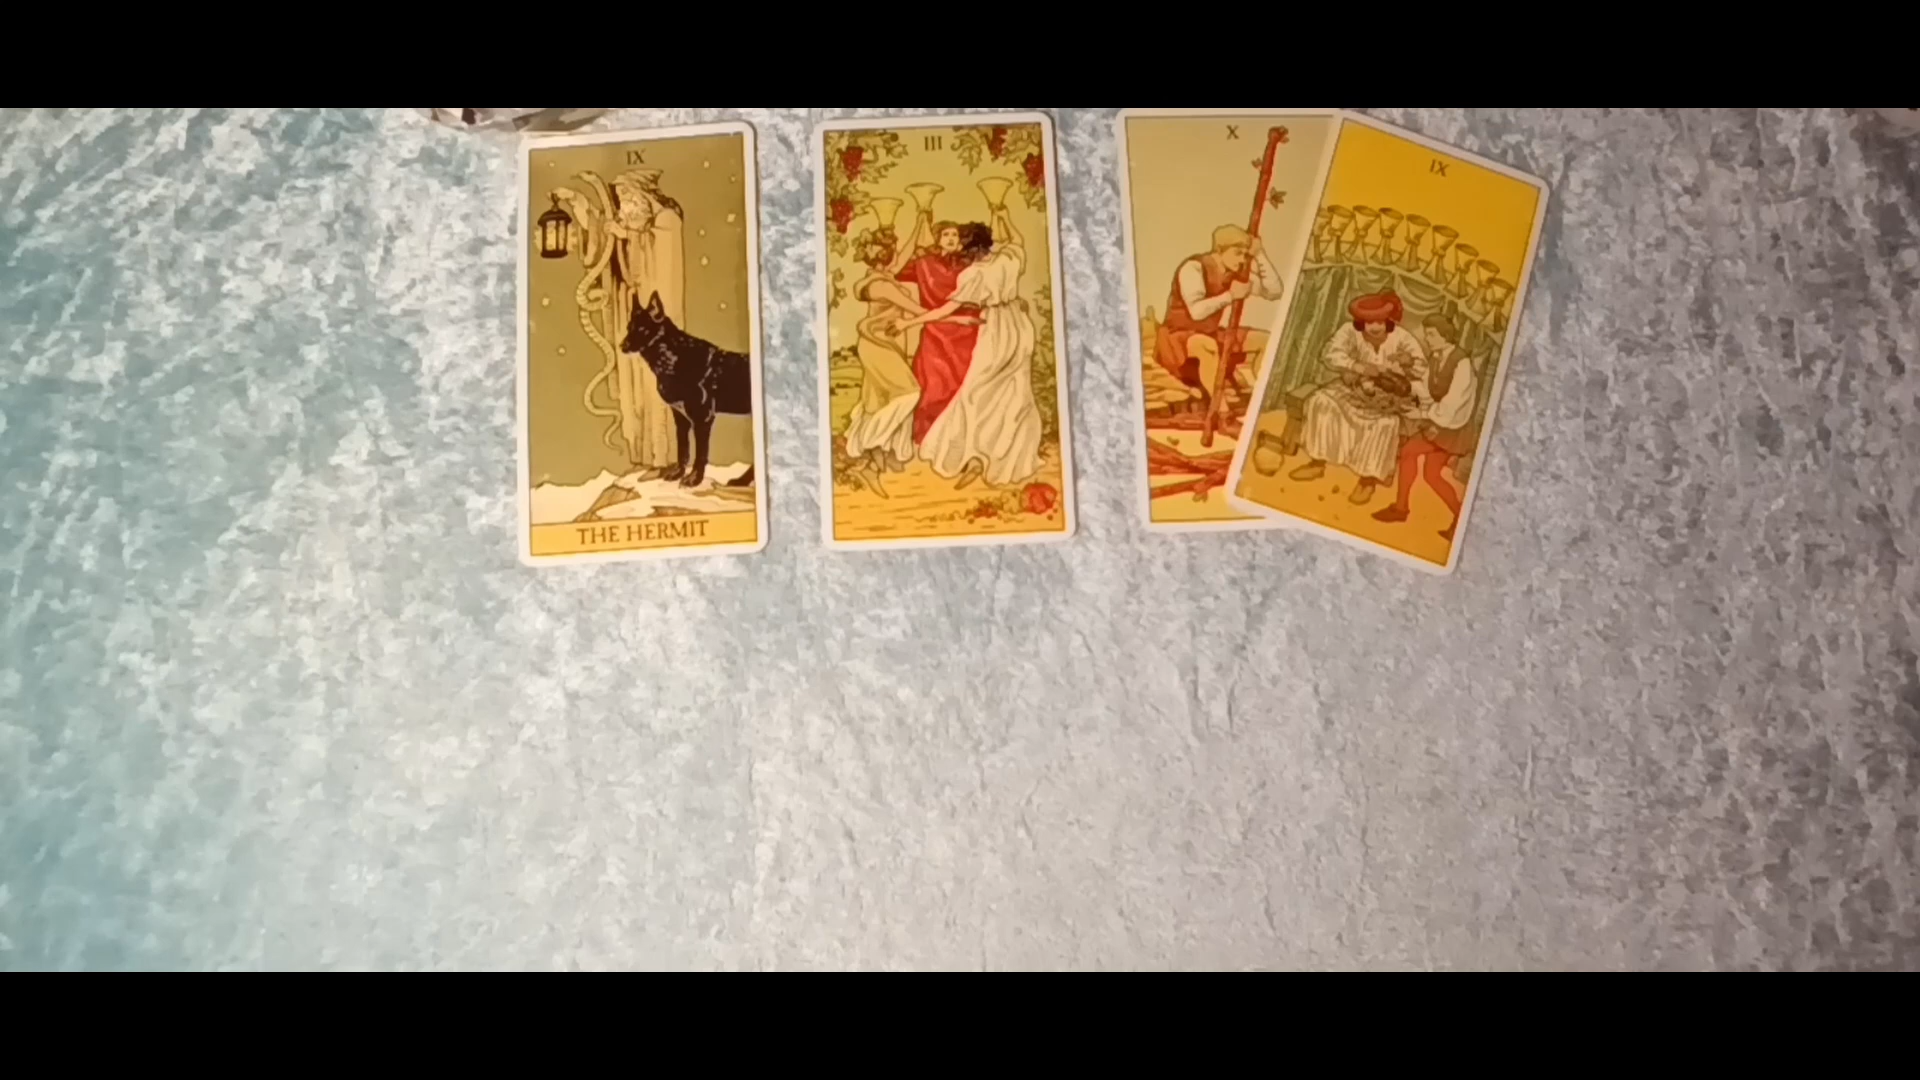 IX
THE HERMIT
III
X
IX